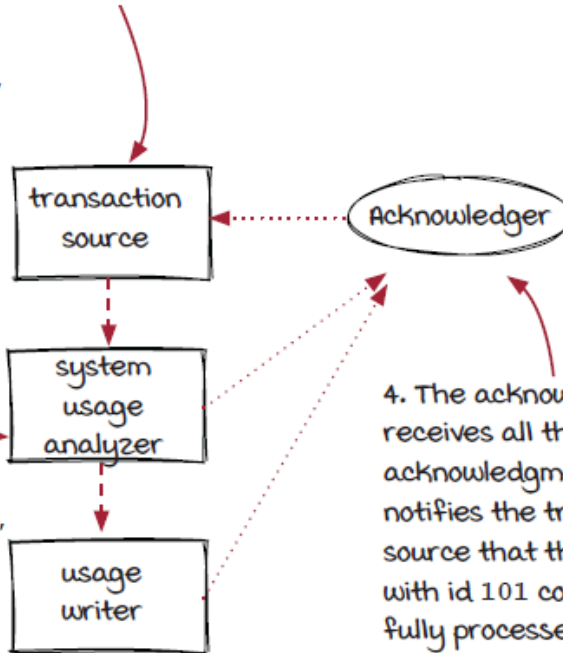 transaction
source
Acknowledger
system
usage
analyzer
usage
writer
4. The acknow
receives all th
acknowledgm
notifies the tr
source that th
with id 101 co
fully processe